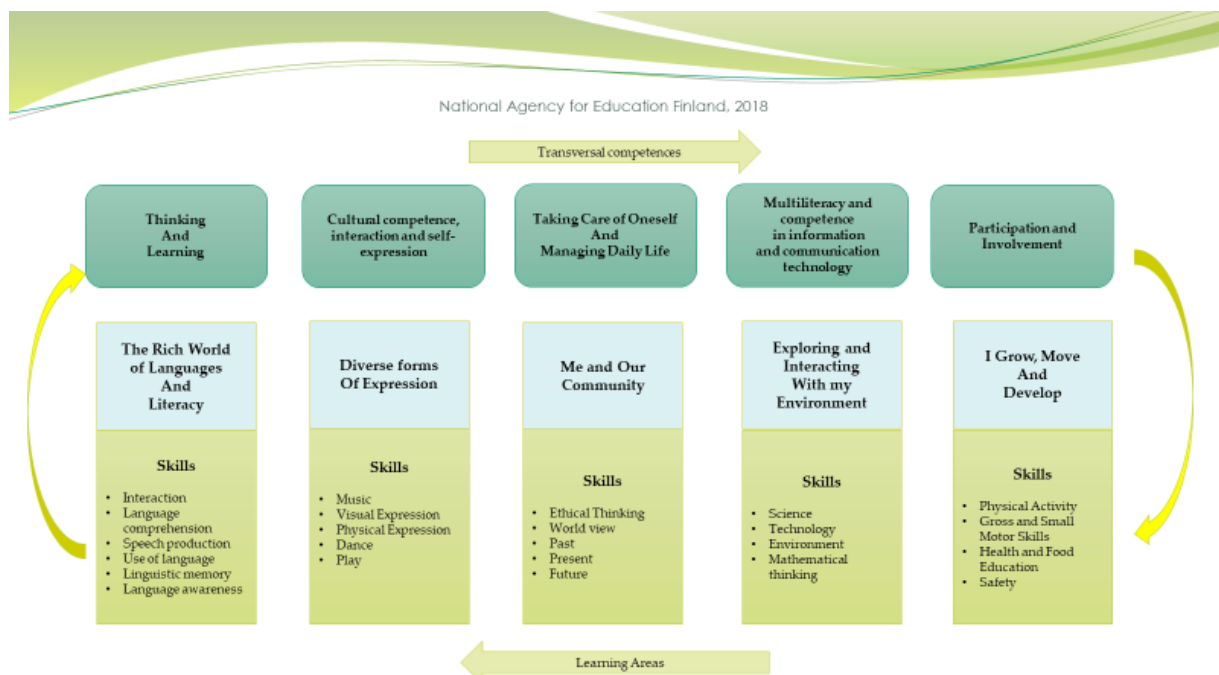 National Agency for Education Finland, 2018
Transversal competences
Thinking
And
Learning
Cultural competence,
interaction and self-
expression
Taking Care of Oneself
And
Managing Daily Life
Multiliteracy and
competence
in information
and communication
technology
Participation and
Involvement
The Rich World
of Languages
And
Literacy
Skills
• Interaction
• Language
comprehension
• Speech production
• Use of language
• Linguistic memory
• Language awareness
Diverse forms
Of Expression
Skills
• Music
• Visual Expression
• Physical Expression
• Dance
• Play
Me and Our
Community
Skills
• Ethical Thinking
• World view
• Past
• Present
• Future
Exploring and
Interacting
With my
Environment
Skills
• Science
• Technology
• Environment
• Mathematical
thinking
I Grow, Move
And
Develop
Skills
• Physical Activity
• Gross and Small
Motor Skills
• Health and Food
Education
• Safety
Learning Areas